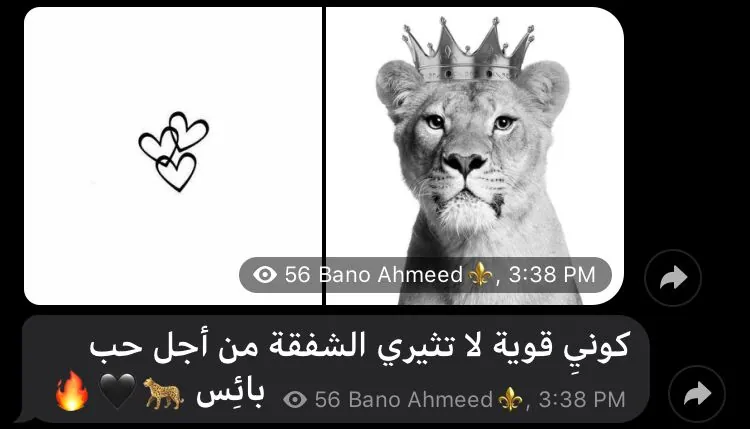 56 Bano Ahmeed⚜️, 3:38 PM
كونيِ قوية لا تثيري الشفقة من أجل حب
بائِس 🐆🖤🔥
56 Bano Ahmeed⚜️, 3:38 PM